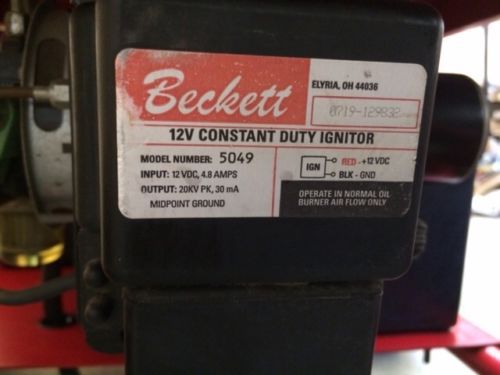 Beckett
ELYRIA, OH 44036
0719-129832
12V CONSTANT DUTY IGNITOR
MODEL NUMBER: 5049
INPUT: 12 VDC, 4.8 AMPS
OUTPUT: 20KV PK, 30 mA
MIDPOINT GROUND
IGN
RED - +12 VDC
BLK - GND
OPERATE IN NORMAL OIL
BURNER AIR FLOW ONLY